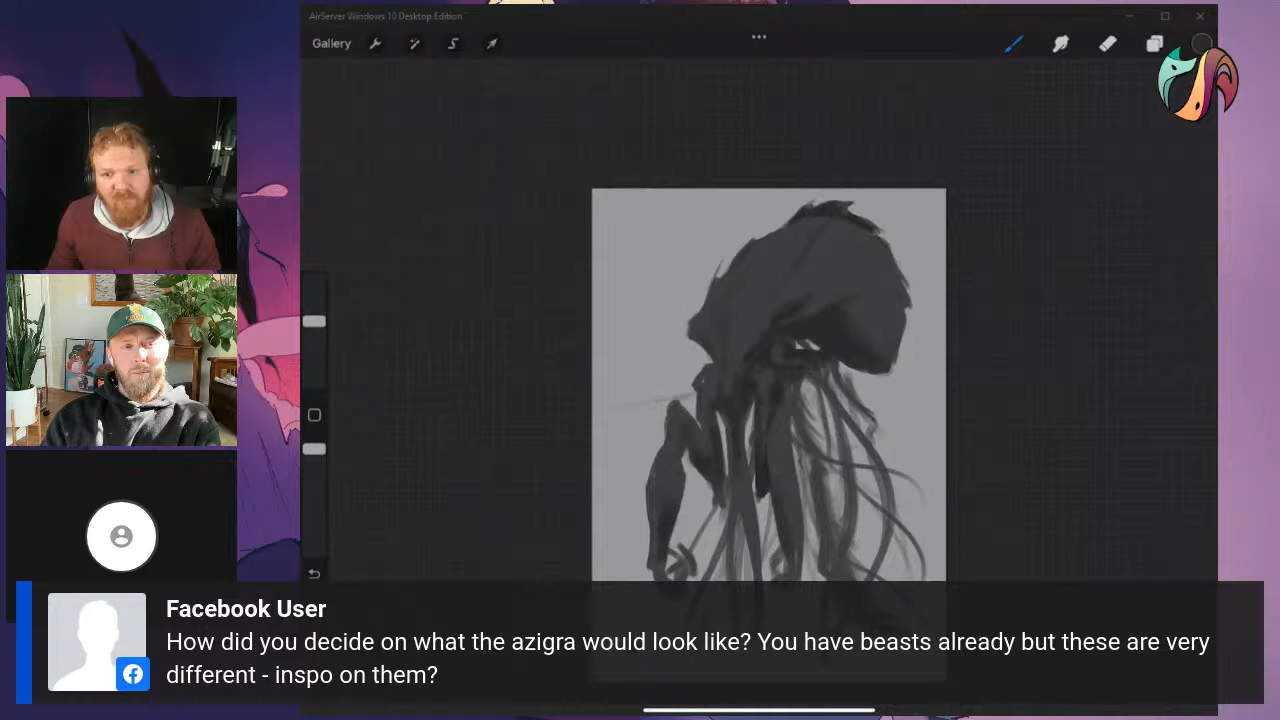 AirServer Windows 10 Desktop Edition
Gallery
Facebook User
How did you decide on what the azigra would look like? You have beasts already but these are very
different - inspo on them?